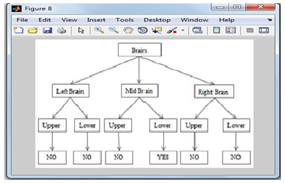 Figure 8
File Edit View Insert Tools Desktop Window Help
Brain
Left Brain Mid Brain Right Brain
Upper Lower Upper Lower Upper Lower
NO NO NO YES NO NO